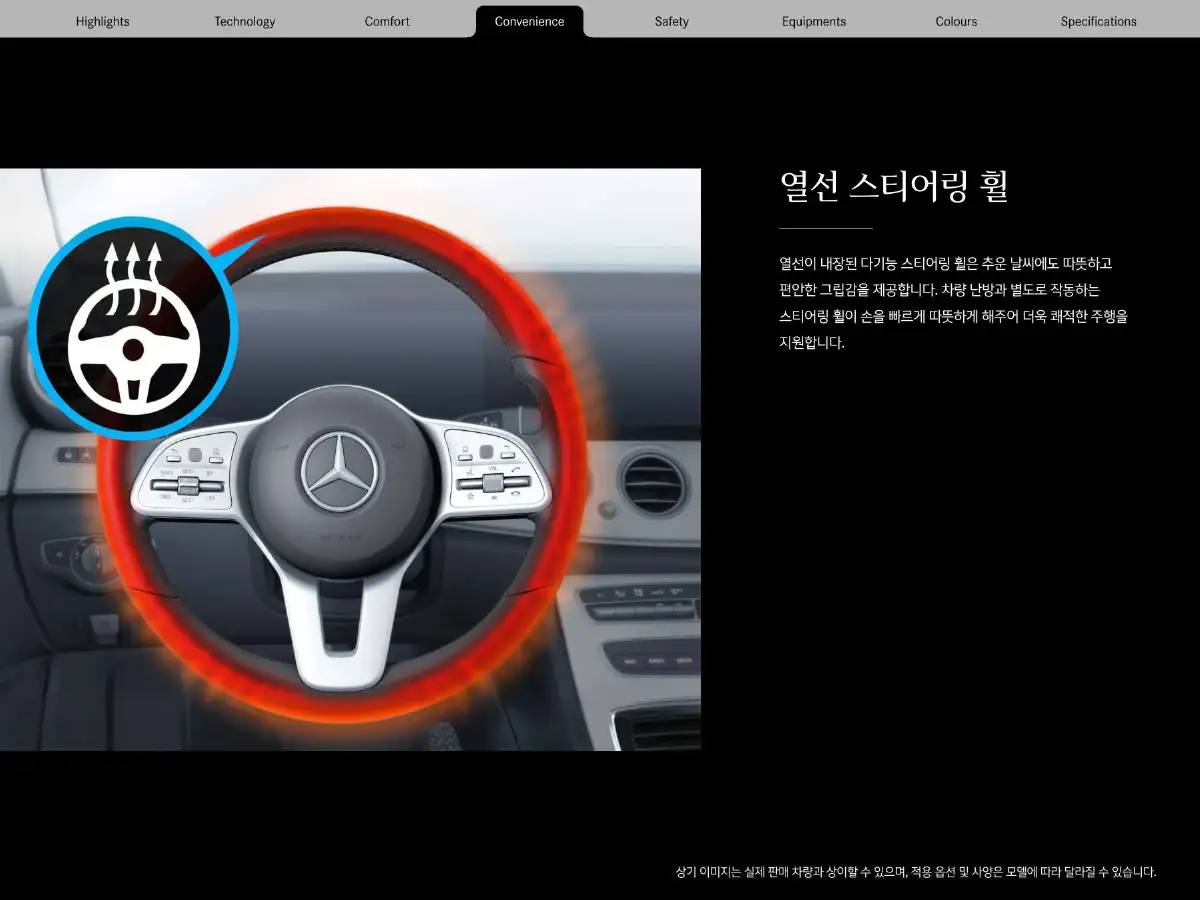 Highlights
Technology
Comfort
Convenience
Safety
Equipments
Colours
Specifications
열선 스티어링 휠
열선이 내장된 다기능 스티어링 휠은 추운 날씨에도 따뜻하고
편안한 그립감을 제공합니다. 차량 난방과 별도로 작동하는
스티어링 휠이 손을 빠르게 따뜻하게 해주어 더욱 쾌적한 주행을
지원합니다.
VOL
상기 이미지는 실제 판매 차량과 상이할 수 있으며, 적용 옵션 및 사양은 모델에 따라 달라질 수 있습니다.